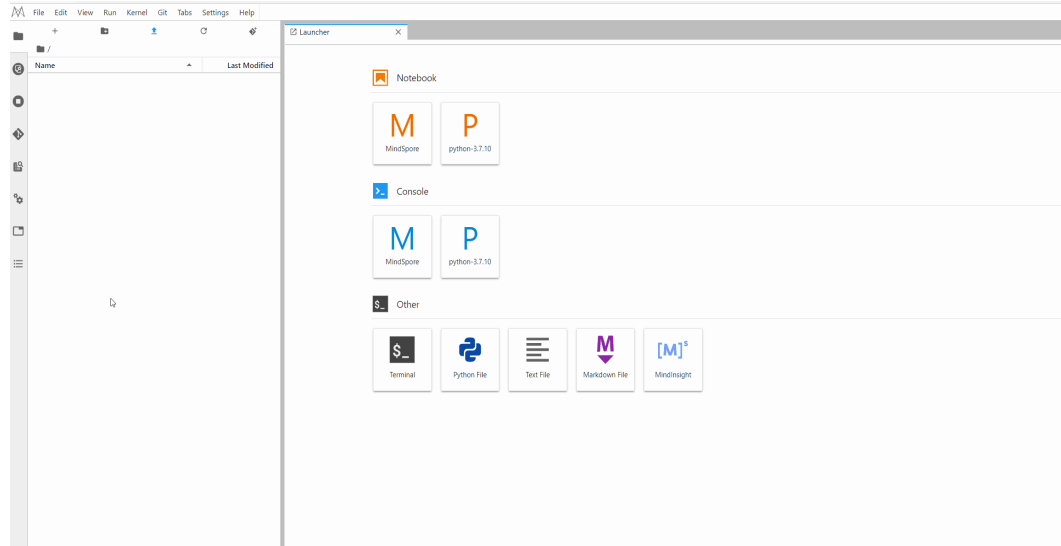 File Edit View Run Kernel Git Tabs Settings Help
Launcher
/
Name Last Modified
Notebook
M P
MindSpore python-3.7.10
Console
M P
MindSpore python-3.7.10
$_ Other
$_ M [M]ˢ
Terminal Python File Text File Markdown File MindInsight